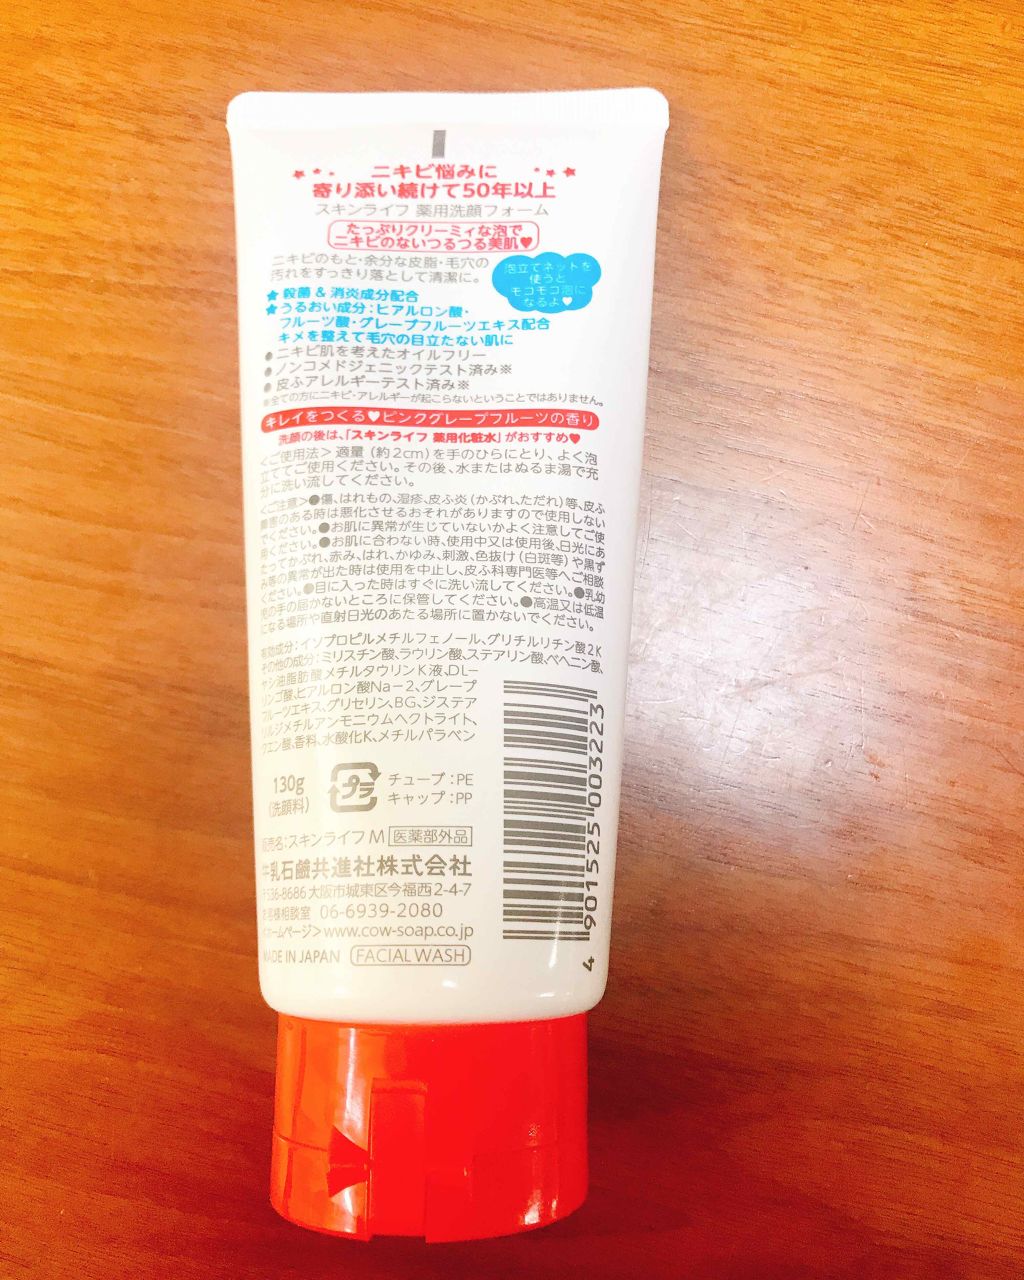 ニキビ悩みに
寄り添い続けて50年以上
スキンライフ 薬用洗顔フォーム
たっぷりクリーミィな泡で
ニキビのないつるつる美肌♥
ニキビのもと・余分な皮脂・毛穴の
汚れをすっきり落として清潔に。
泡立てネットを
使うと
モコモコ泡に
なるよ♥
★殺菌&消炎成分配合
★うるおい成分:ヒアルロン酸・
フルーツ酸・グレープフルーツエキス配合
キメを整えて毛穴の目立たない肌に
●ニキビ肌を考えたオイルフリー
●ノンコメドジェニックテスト済み※
●皮ふアレルギーテスト済み※
※全ての方にニキビ・アレルギーが起こらないということではありません。
キレイをつくる♥ピンクグレープフルーツの香り
洗顔の後は、「スキンライフ 薬用化粧水」がおすすめ♥
<ご使用法>適量(約2cm)を手のひらにとり、よく泡
立ててご使用ください。その後、水またはぬるま湯で充
分に洗い流してください。
<ご注意>●傷、はれもの、湿疹、皮ふ炎(かぶれ、ただれ)等、皮ふ
障害のある時は悪化させるおそれがありますので使用しない
でください。●お肌に異常が生じていないかよく注意してご使
用ください。●お肌に合わない時、使用中又は使用後、日光にあ
たってかぶれ、赤み、はれ、かゆみ、刺激、色抜け(白斑等)や黒ず
み等の異常が出た時は使用を中止し、皮ふ科専門医等へご相談
ください。●目に入った時はすぐに洗い流してください。●乳幼
児の手の届かないところに保管してください。●高温又は低温
になる場所や直射日光のあたる場所に置かないでください。
有効成分:イソプロピルメチルフェノール、グリチルリチン酸2K
その他の成分:ミリスチン酸、ラウリン酸、ステアリン酸、ベヘニン酸、
ヤシ油脂肪酸メチルタウリンK液、DL-
リンゴ酸、ヒアルロン酸Na-2、グレープ
フルーツエキス、グリセリン、BG、ジステア
リルジメチルアンモニウムヘクトライト、
クエン酸、香料、水酸化K、メチルパラベン
130g
(洗顔料)
プラ
チューブ:PE
キャップ:PP
販売名:スキンライフM 医薬部外品
牛乳石鹸共進社株式会社
〒536-8686 大阪市城東区今福西2-4-7
お客様相談室 06-6939-2080
<ホームページ>www.cow-soap.co.jp
MADE IN JAPAN FACIAL WASH
4 901525 003223